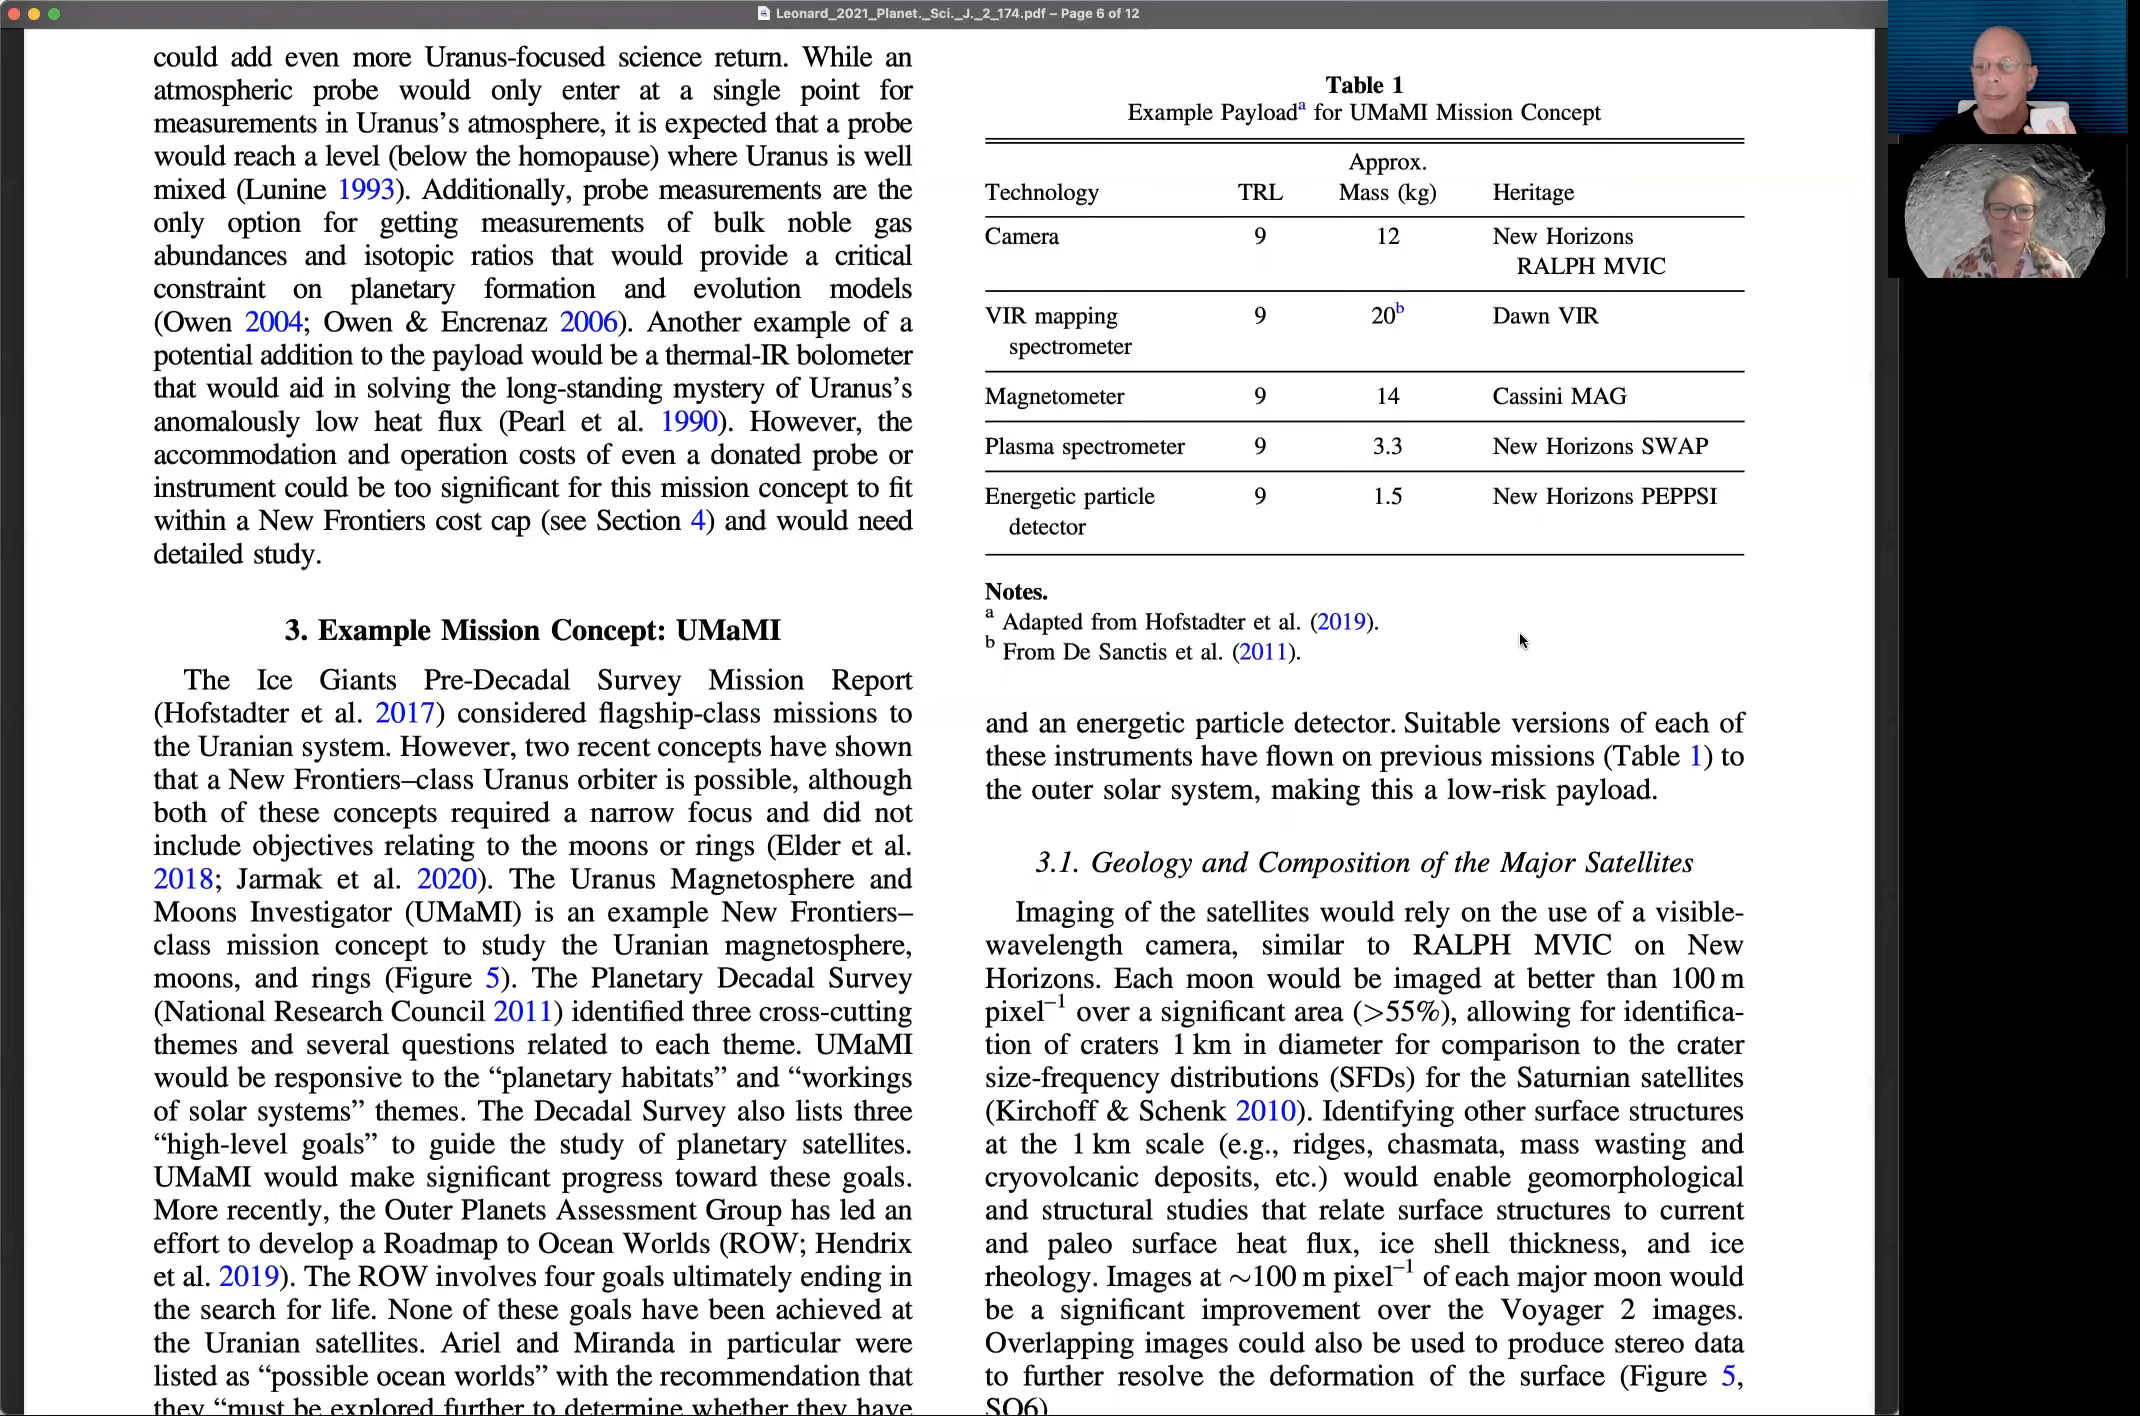 Leonard_2021_Planet._Sci._J._2_174.pdf – Page 6 of 12
could add even more Uranus-focused science return. While an
atmospheric probe would only enter at a single point for
measurements in Uranus's atmosphere, it is expected that a probe
would reach a level (below the homopause) where Uranus is well
mixed (Lunine 1993). Additionally, probe measurements are the
only option for getting measurements of bulk noble gas
abundances and isotopic ratios that would provide a critical
constraint on planetary formation and evolution models
(Owen 2004; Owen & Encrenaz 2006). Another example of a
potential addition to the payload would be a thermal-IR bolometer
that would aid in solving the long-standing mystery of Uranus's
anomalously low heat flux (Pearl et al. 1990). However, the
accommodation and operation costs of even a donated probe or
instrument could be too significant for this mission concept to fit
within a New Frontiers cost cap (see Section 4) and would need
detailed study.
3. Example Mission Concept: UMaMI
The Ice Giants Pre-Decadal Survey Mission Report
(Hofstadter et al. 2017) considered flagship-class missions to
the Uranian system. However, two recent concepts have shown
that a New Frontiers–class Uranus orbiter is possible, although
both of these concepts required a narrow focus and did not
include objectives relating to the moons or rings (Elder et al.
2018; Jarmak et al. 2020). The Uranus Magnetosphere and
Moons Investigator (UMaMI) is an example New Frontiers–
class mission concept to study the Uranian magnetosphere,
moons, and rings (Figure 5). The Planetary Decadal Survey
(National Research Council 2011) identified three cross-cutting
themes and several questions related to each theme. UMaMI
would be responsive to the “planetary habitats” and “workings
of solar systems” themes. The Decadal Survey also lists three
“high-level goals” to guide the study of planetary satellites.
UMaMI would make significant progress toward these goals.
More recently, the Outer Planets Assessment Group has led an
effort to develop a Roadmap to Ocean Worlds (ROW; Hendrix
et al. 2019). The ROW involves four goals ultimately ending in
the search for life. None of these goals have been achieved at
the Uranian satellites. Ariel and Miranda in particular were
listed as “possible ocean worlds” with the recommendation that
they “must be explored further to determine whether they have
Table 1
Example Payloadᵃ for UMaMI Mission Concept
Approx.
Technology TRL Mass (kg) Heritage
Camera 9 12 New Horizons
RALPH MVIC
VIR mapping 9 20ᵇ Dawn VIR
spectrometer
Magnetometer 9 14 Cassini MAG
Plasma spectrometer 9 3.3 New Horizons SWAP
Energetic particle 9 1.5 New Horizons PEPPSI
detector
Notes.
ᵃ Adapted from Hofstadter et al. (2019).
ᵇ From De Sanctis et al. (2011).
and an energetic particle detector. Suitable versions of each of
these instruments have flown on previous missions (Table 1) to
the outer solar system, making this a low-risk payload.
3.1. Geology and Composition of the Major Satellites
Imaging of the satellites would rely on the use of a visible-
wavelength camera, similar to RALPH MVIC on New
Horizons. Each moon would be imaged at better than 100 m
pixel⁻¹ over a significant area (>55%), allowing for identifica-
tion of craters 1 km in diameter for comparison to the crater
size-frequency distributions (SFDs) for the Saturnian satellites
(Kirchoff & Schenk 2010). Identifying other surface structures
at the 1 km scale (e.g., ridges, chasmata, mass wasting and
cryovolcanic deposits, etc.) would enable geomorphological
and structural studies that relate surface structures to current
and paleo surface heat flux, ice shell thickness, and ice
rheology. Images at ∼100 m pixel⁻¹ of each major moon would
be a significant improvement over the Voyager 2 images.
Overlapping images could also be used to produce stereo data
to further resolve the deformation of the surface (Figure 5,
SO6)